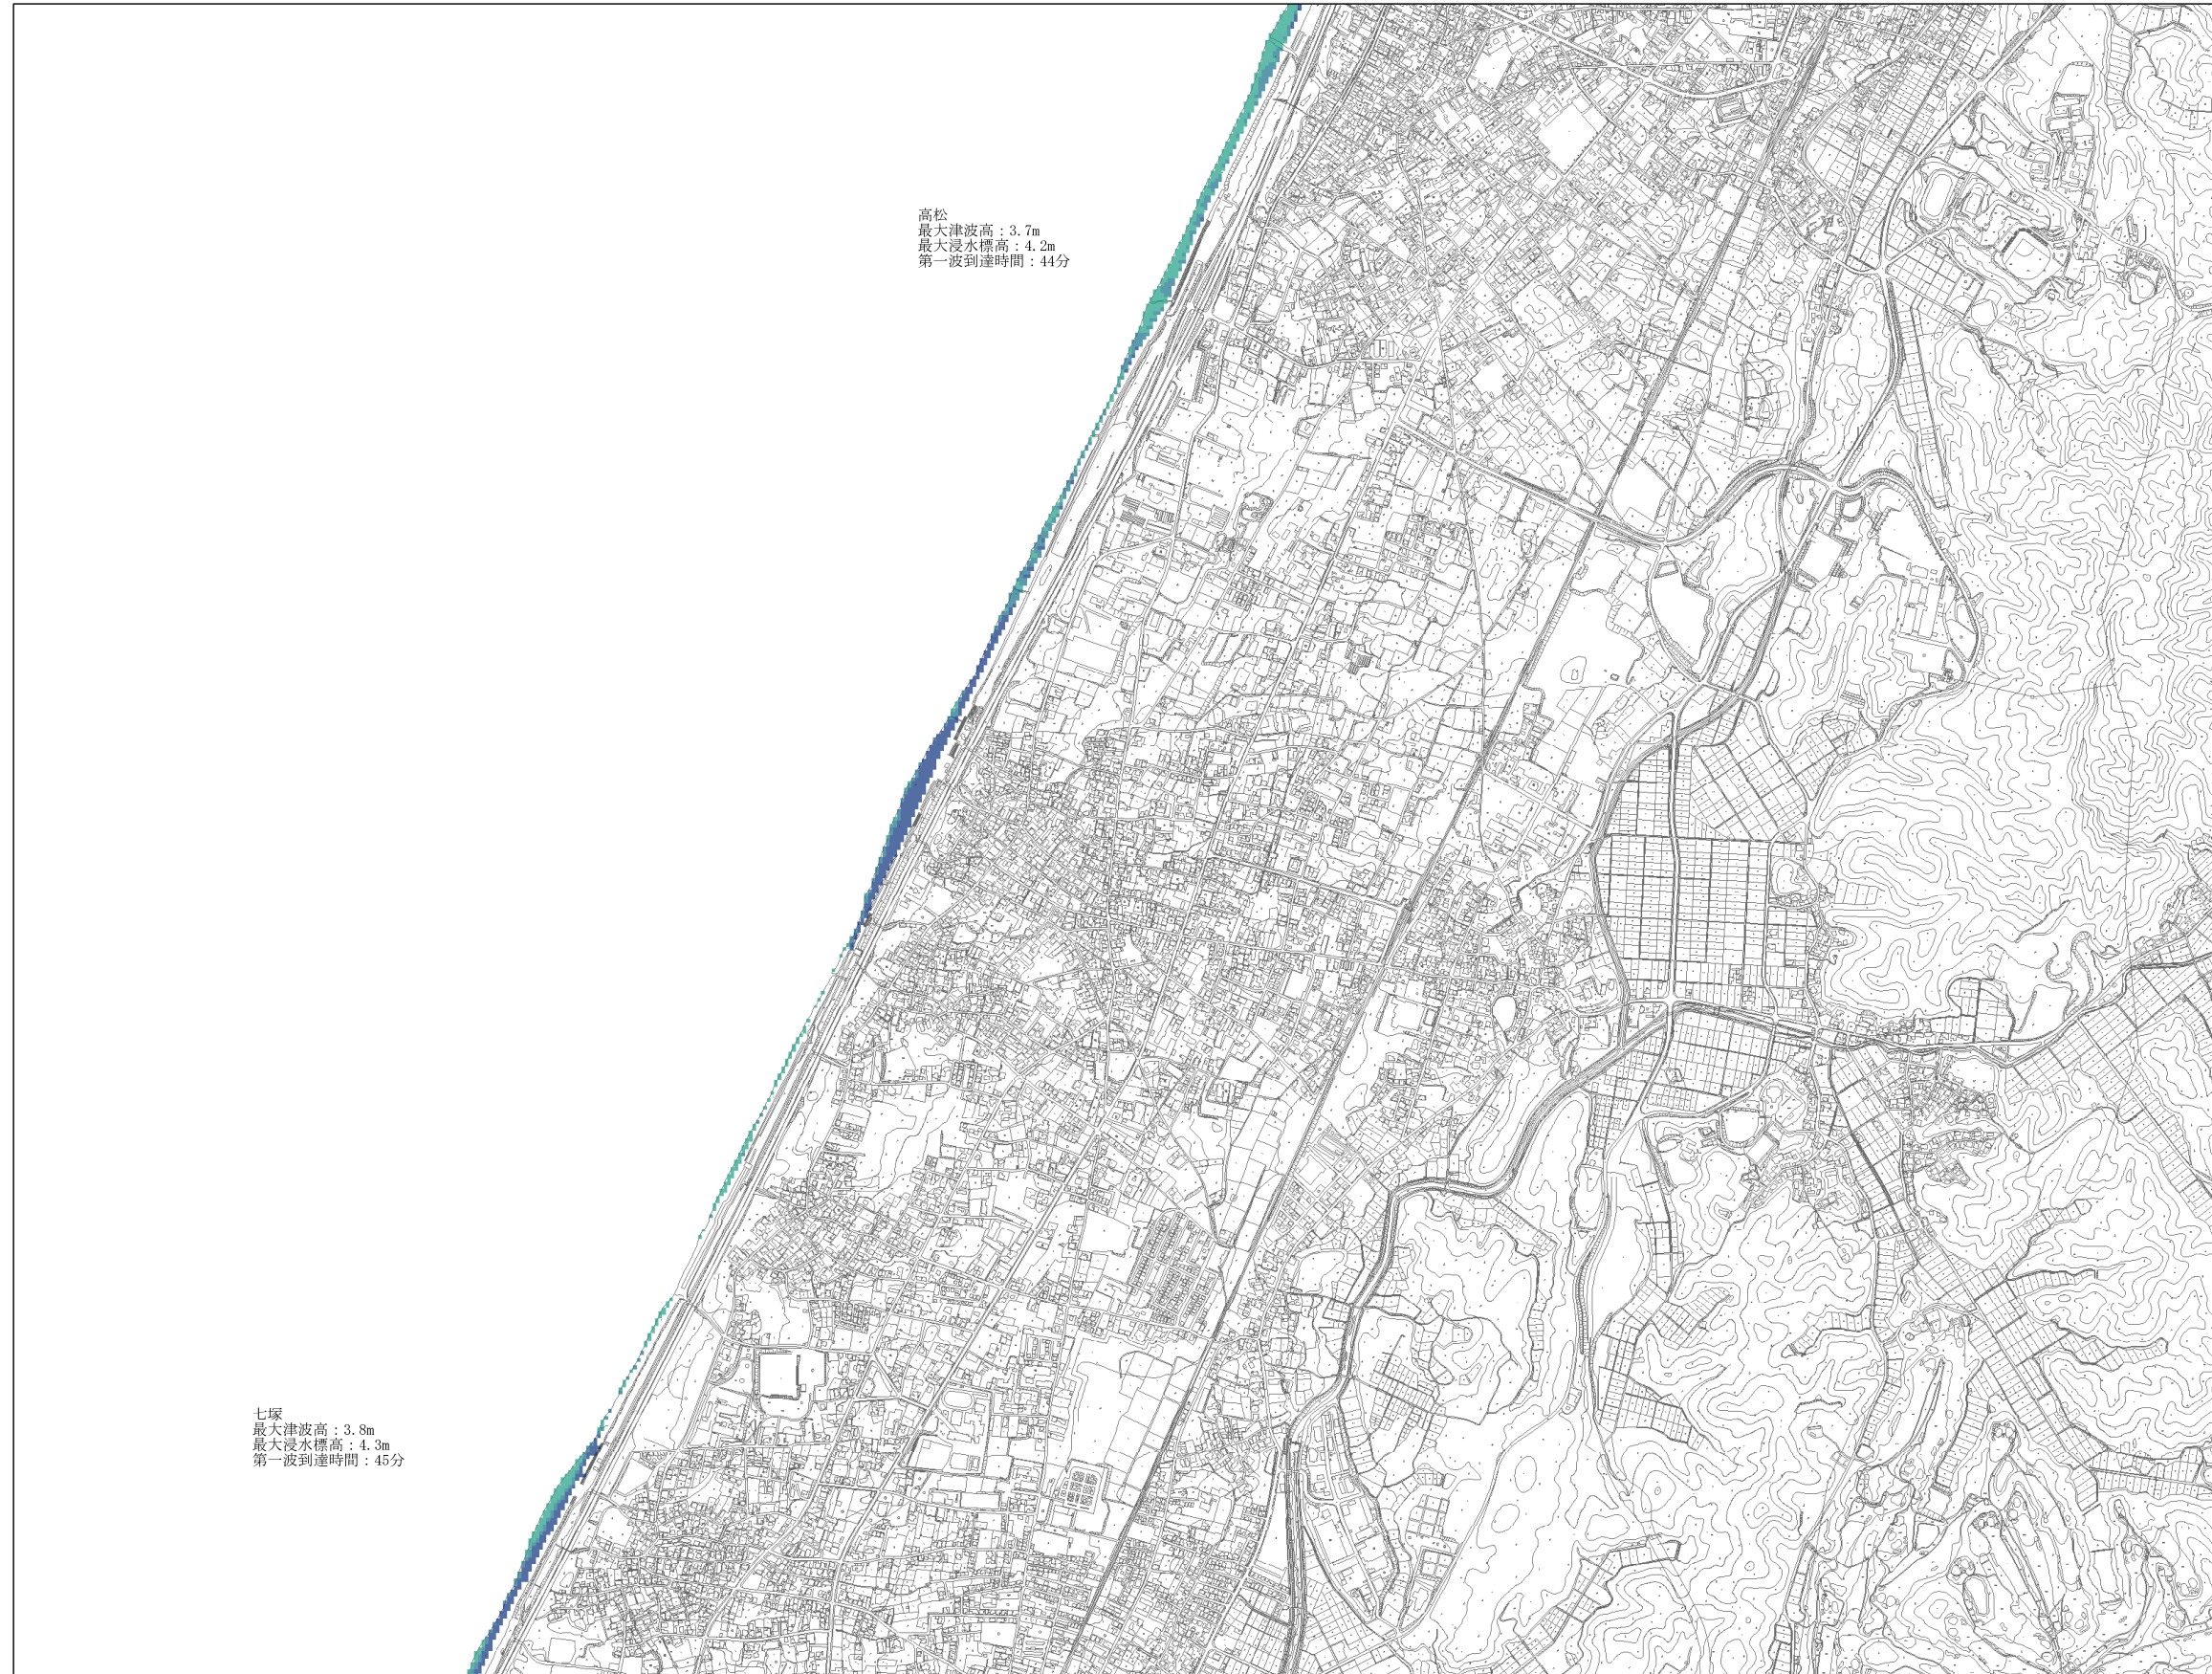 高松
最大津波高：3.7m
最大浸水標高：4.2m
第一波到達時間：44分
七塚
最大津波高：3.8m
最大浸水標高：4.3m
第一波到達時間：45分